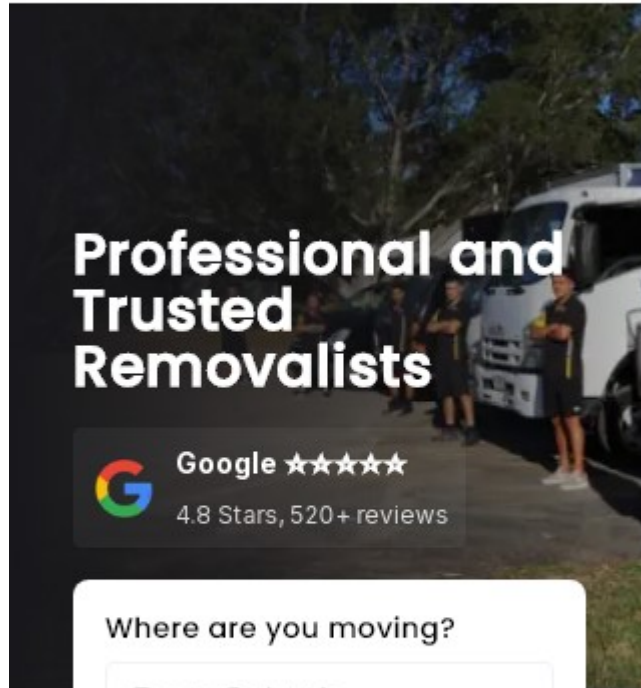 Professional and
Trusted
Removalists
Google ★★★★★
4.8 Stars, 520+ reviews
Where are you moving?